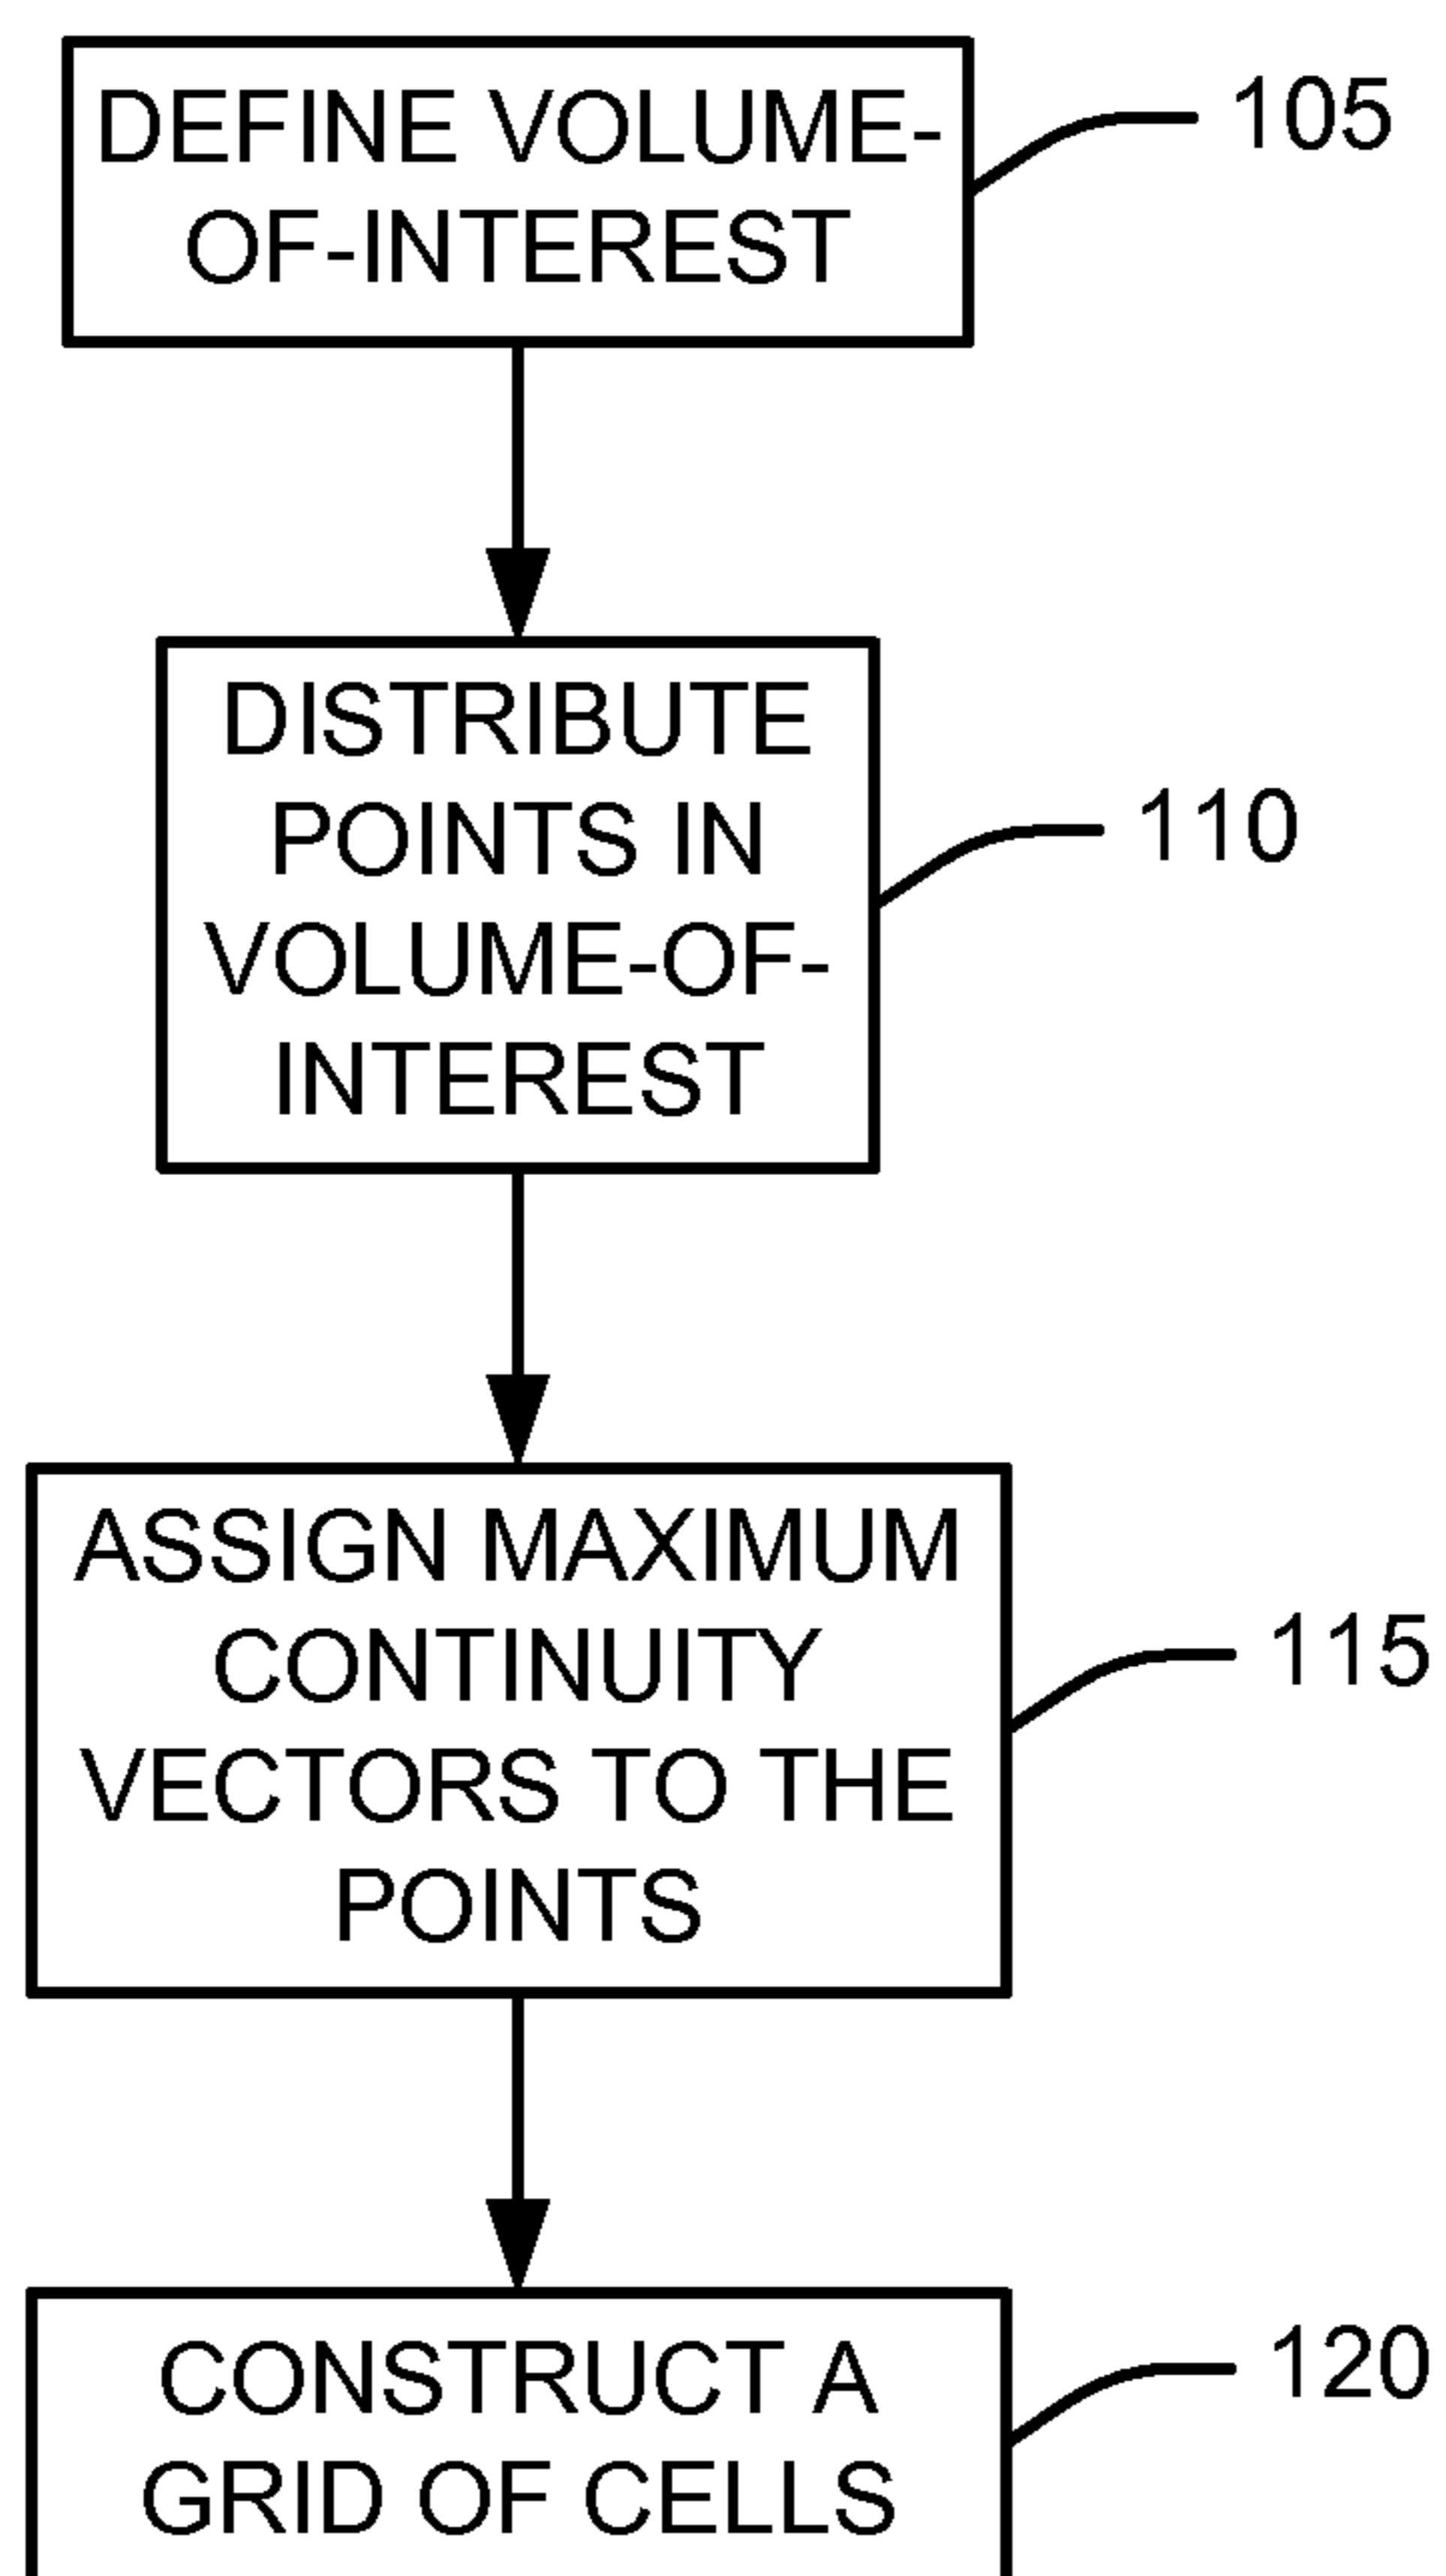 DEFINE VOLUME-
OF-INTEREST
105
DISTRIBUTE
POINTS IN
VOLUME-OF-
INTEREST
110
ASSIGN MAXIMUM
CONTINUITY
VECTORS TO THE
POINTS
115
CONSTRUCT A
GRID OF CELLS
120